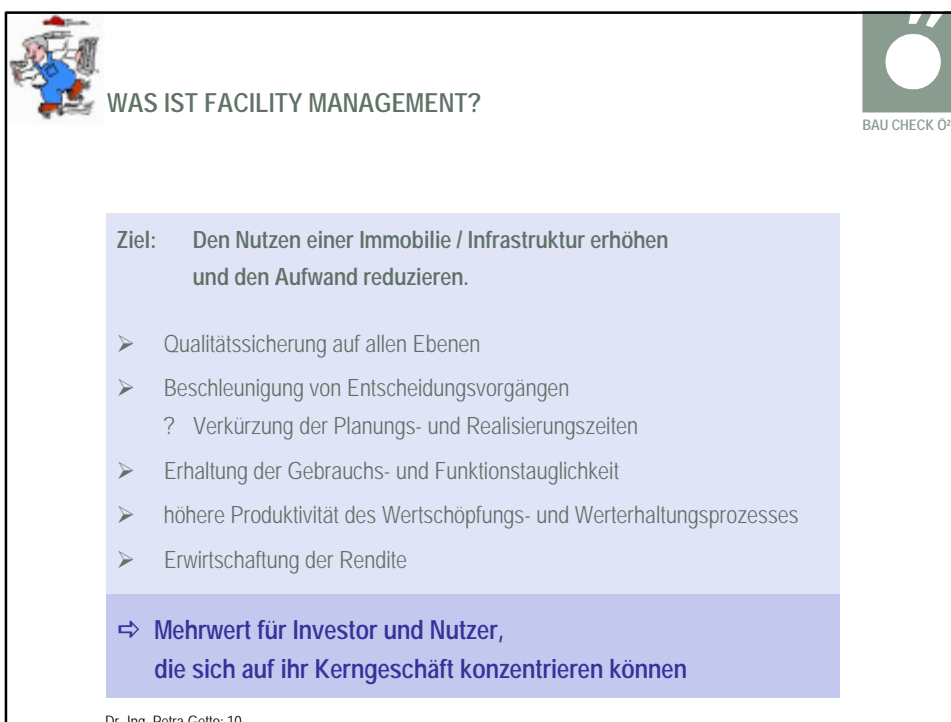 WAS IST FACILITY MANAGEMENT?
BAU CHECK Ö²
Ziel: Den Nutzen einer Immobilie / Infrastruktur erhöhen
und den Aufwand reduzieren.
➢ Qualitätssicherung auf allen Ebenen
➢ Beschleunigung von Entscheidungsvorgängen
? Verkürzung der Planungs- und Realisierungszeiten
➢ Erhaltung der Gebrauchs- und Funktionstauglichkeit
➢ höhere Produktivität des Wertschöpfungs- und Werterhaltungsprozesses
➢ Erwirtschaftung der Rendite
⇨ Mehrwert für Investor und Nutzer,
die sich auf ihr Kerngeschäft konzentrieren können
Petra 10